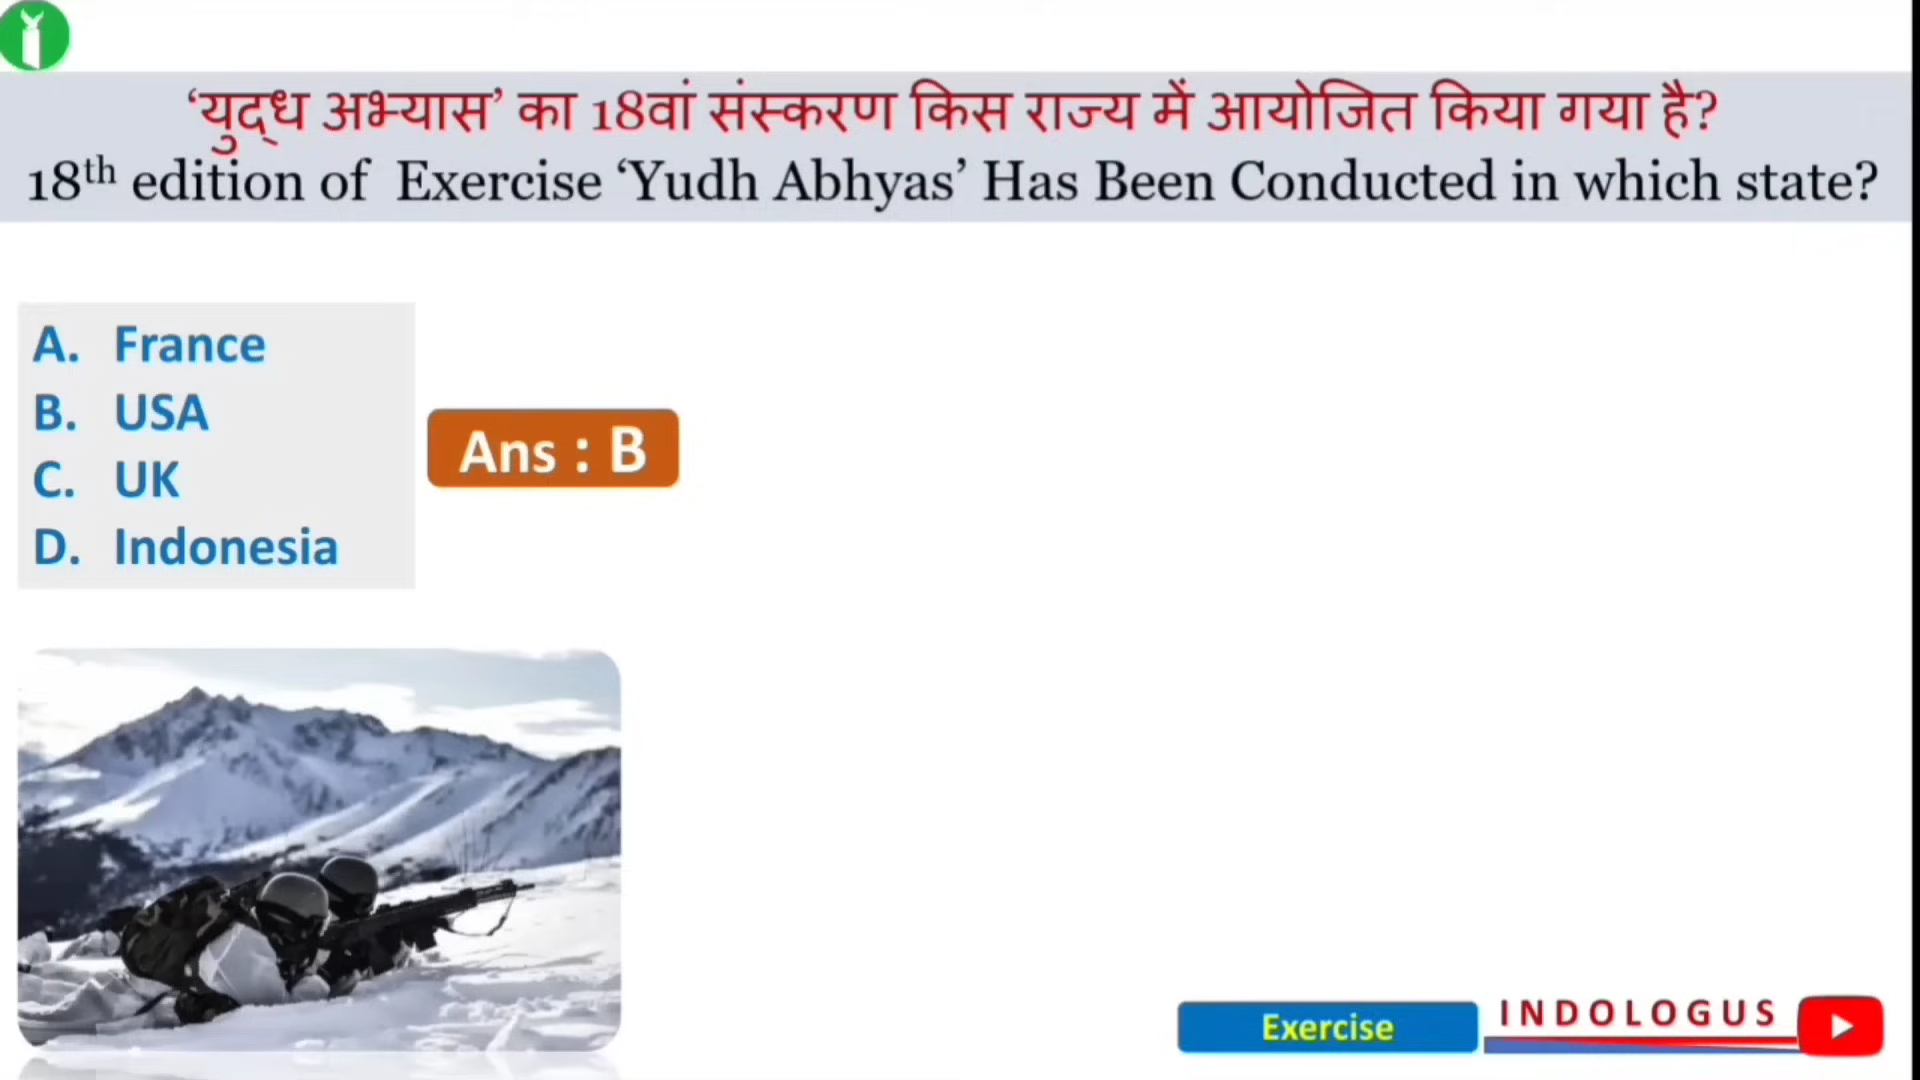 ‘युद्ध अभ्यास’ का 18वां संस्करण किस राज्य में आयोजित किया गया है?
18th edition of Exercise ‘Yudh Abhyas’ Has Been Conducted in which state?
A. France
B. USA
C. UK
D. Indonesia
Ans : B
Exercise
INDOLOGUS